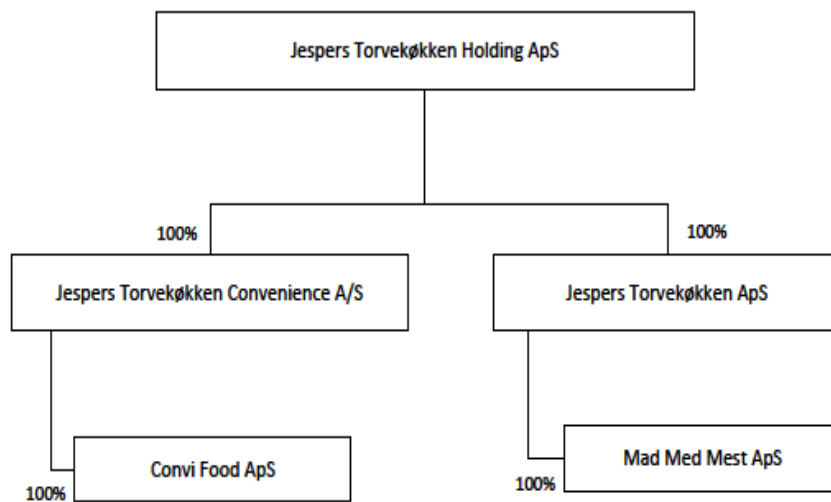 Jespers Torvekøkken Holding ApS
100%
100%
Jespers Torvekøkken Convenience A/S
Jespers Torvekøkken ApS
Convi Food ApS
100%
Mad Med Mest ApS
100%